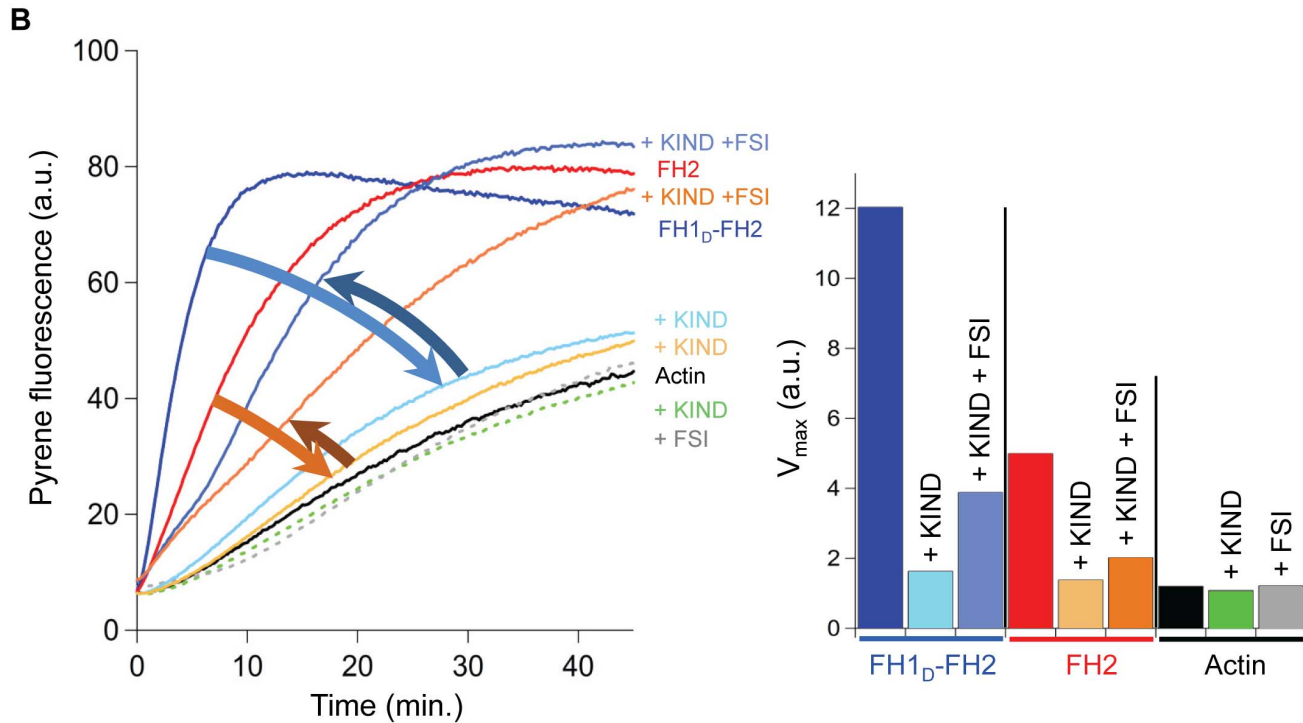 B
Pyrene fluorescence (a.u.)
100
80
60
40
20
0
0
10
20
30
40
Time (min.)
+ KIND +FSI
FH2
+ KIND +FSI
FH1D-FH2
+ KIND
+ KIND
Actin
+ KIND
+ FSI
Vmax (a.u.)
12
10
8
6
4
2
0
+ KIND
+ KIND + FSI
+ KIND
+ KIND + FSI
+ KIND
+ FSI
FH1D-FH2
FH2
Actin